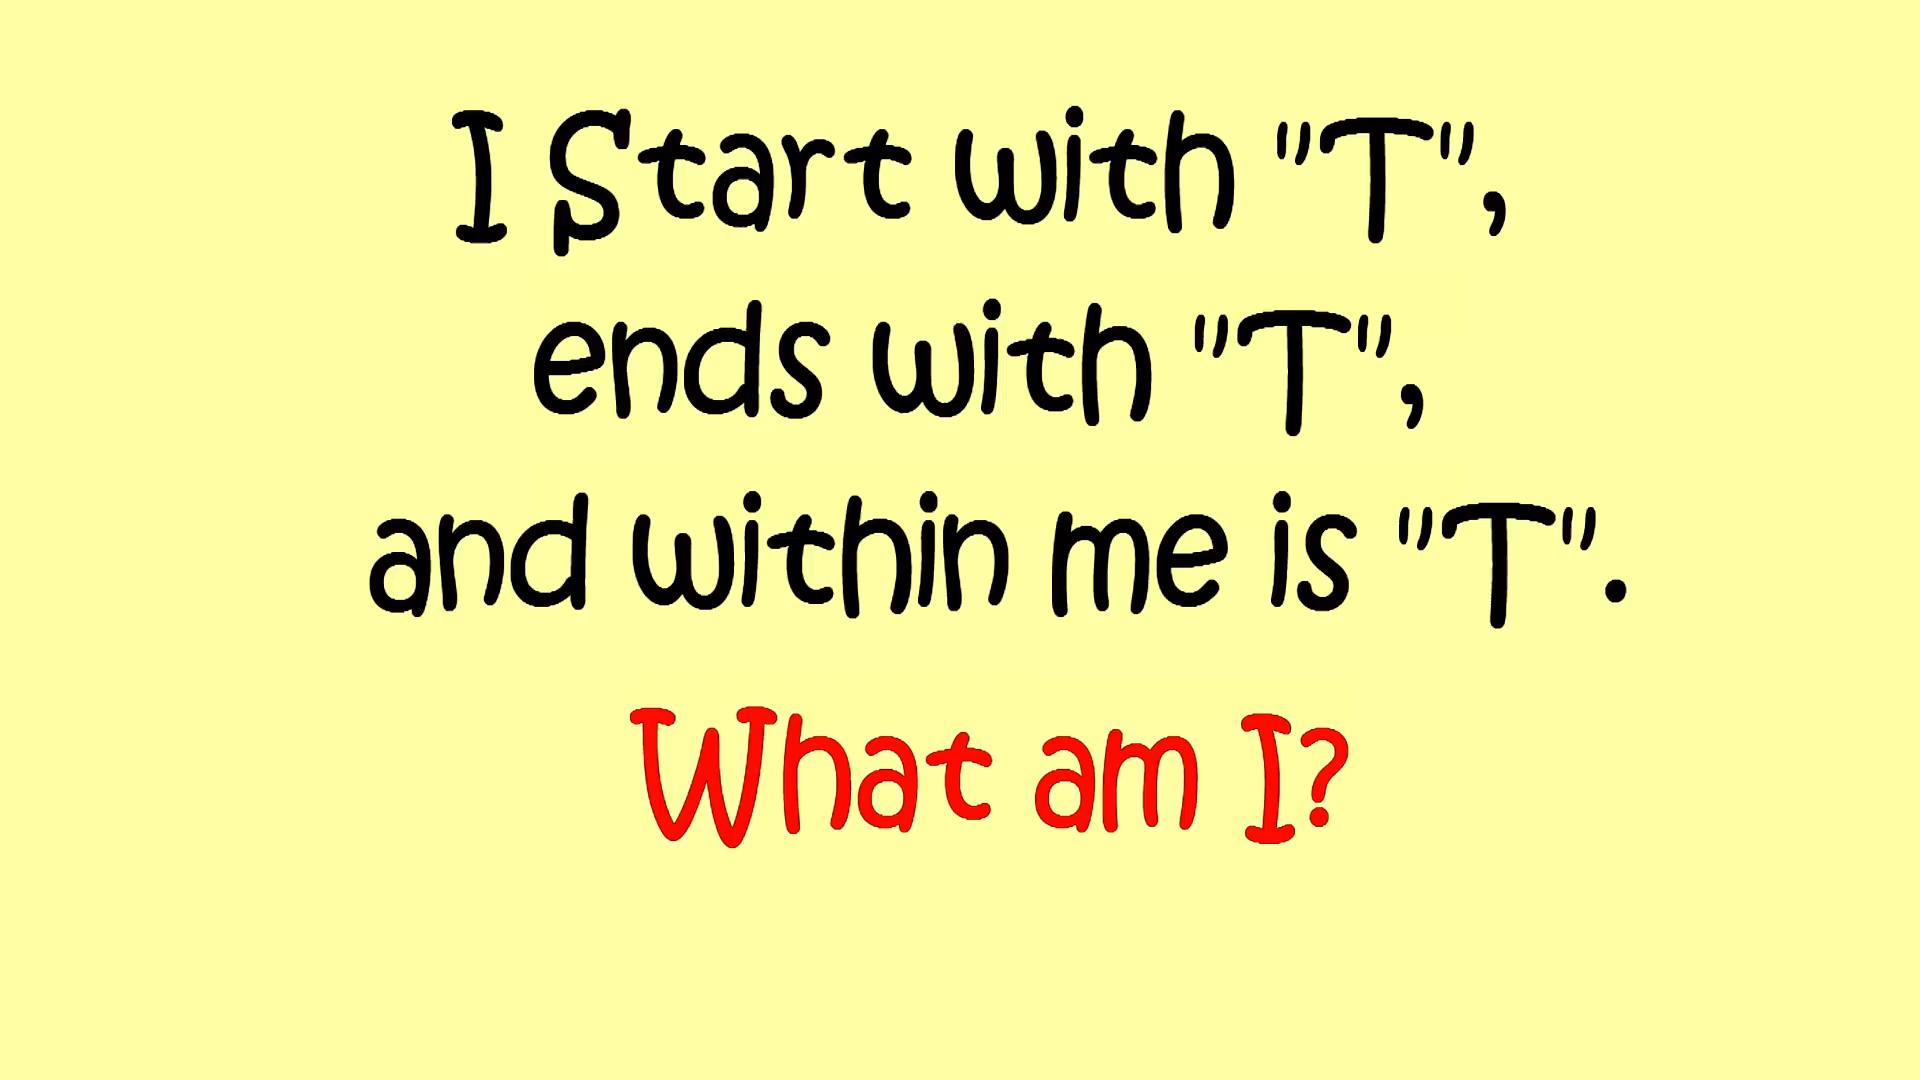 I Start with "T",
ends with "T",
and within me is "T".
What am I?